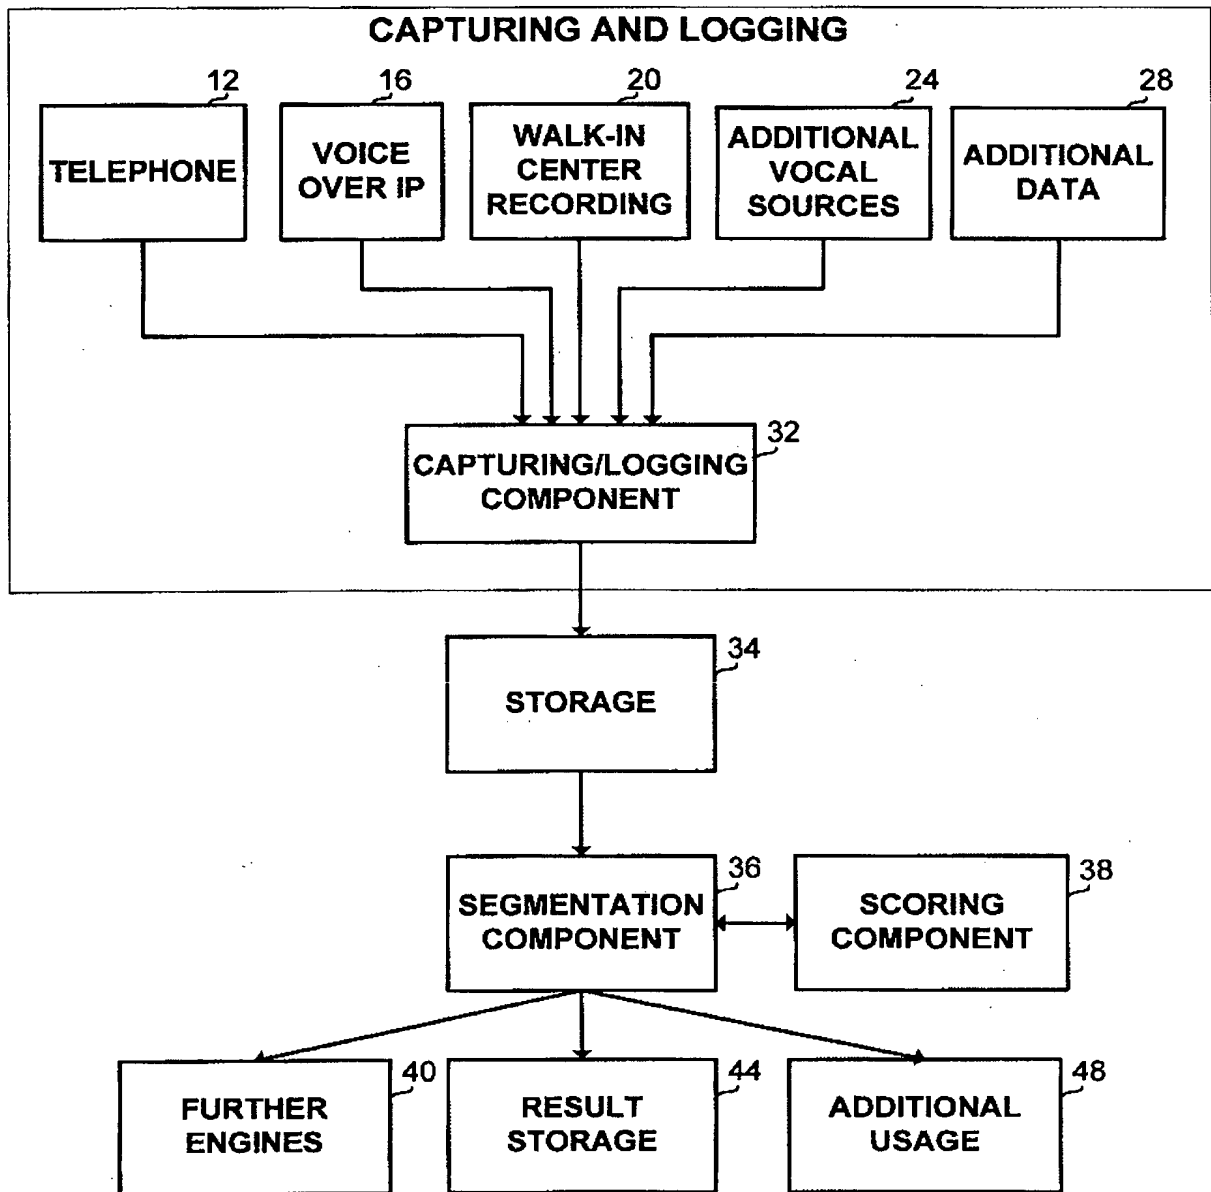 CAPTURING AND LOGGING
12
16
20
24
28
TELEPHONE
VOICE
OVER IP
WALK-IN
CENTER
RECORDING
ADDITIONAL
VOCAL
SOURCES
ADDITIONAL
DATA
32
CAPTURING/LOGGING
COMPONENT
34
STORAGE
36
SEGMENTATION
COMPONENT
38
SCORING
COMPONENT
40
FURTHER
ENGINES
44
RESULT
STORAGE
48
ADDITIONAL
USAGE